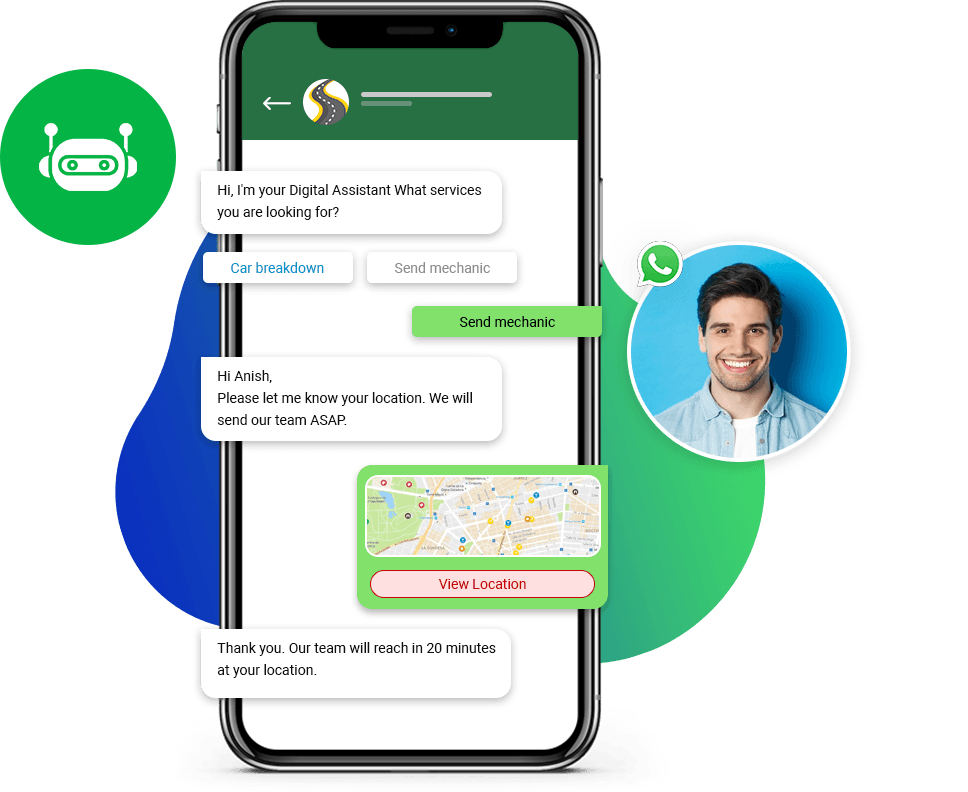 Hi, I'm your Digital Assistant What services
you are looking for?
Car breakdown
Send mechanic
Send mechanic
Hi Anish,
Please let me know your location. We will
send our team ASAP.
View Location
Thank you. Our team will reach in 20 minutes
at your location.